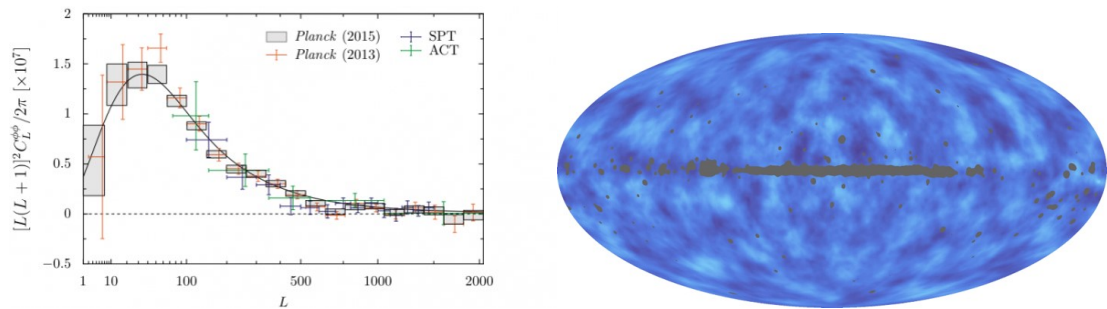 [L(L + 1)]²C_L^φφ/2π [×10⁷]
2
1.5
1
0.5
0
−0.5
Planck (2015)
Planck (2013)
SPT
ACT
1
10
100
500
1000
2000
L